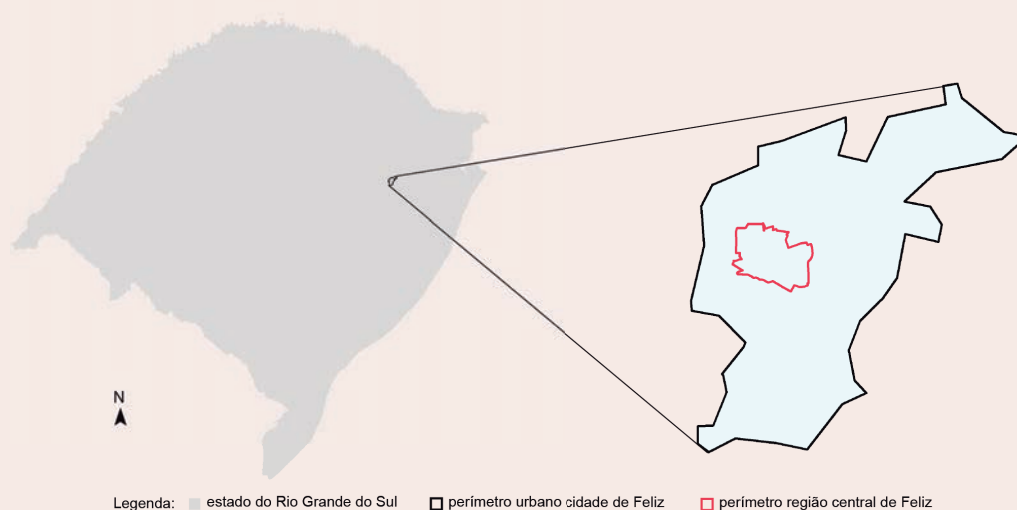 N
Legenda: estado do Rio Grande do Sul perímetro urbano cidade de Feliz perímetro região central de Feliz